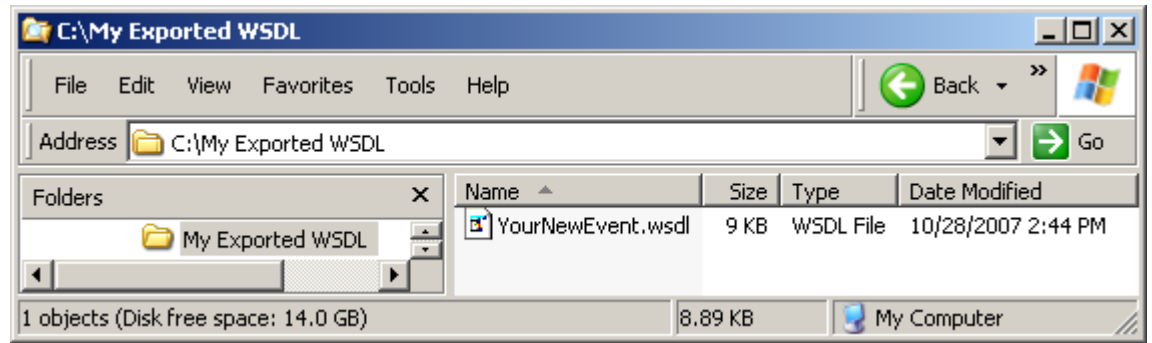 C:\My Exported WSDL
File Edit View Favorites Tools Help Back »
Address C:\My Exported WSDL Go
Folders Name Size Type Date Modified
My Exported WSDL YourNewEvent.wsdl 9 KB WSDL File 10/28/2007 2:44 PM
1 objects (Disk free space: 14.0 GB) 8.89 KB My Computer